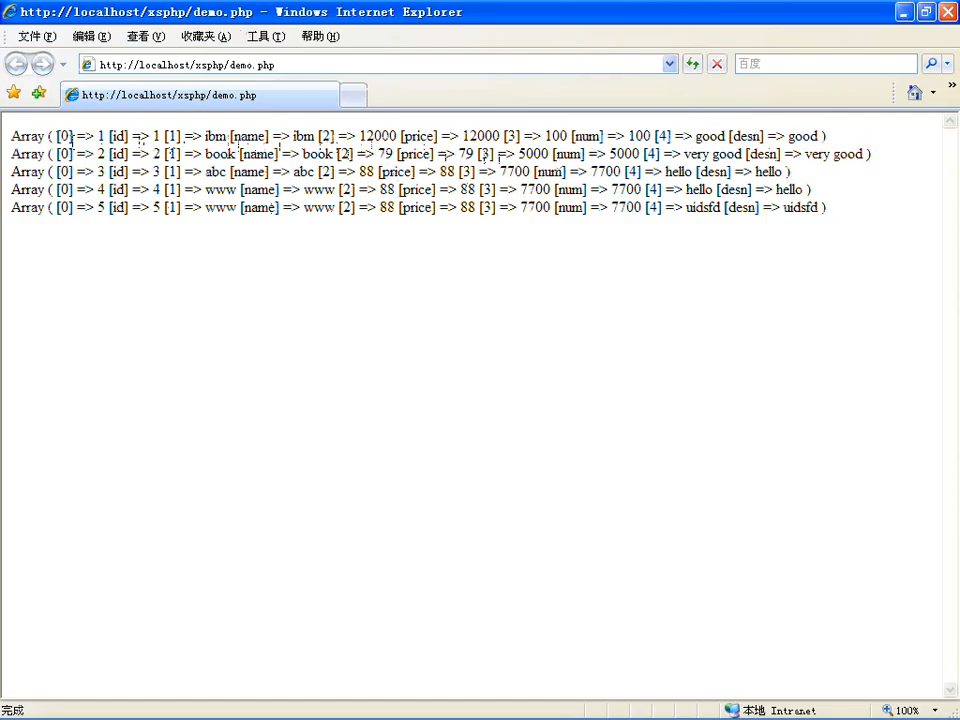 http://localhost/xsphp/demo.php - Windows Internet Explorer
文件(F) 编辑(E) 查看(V) 收藏夹(A) 工具(T) 帮助(H)
http://localhost/xsphp/demo.php 百度
http://localhost/xsphp/demo.php
Array ( [0] => 1 [id] => 1 [1] => ibm [name] => ibm [2] => 12000 [price] => 12000 [3] => 100 [num] => 100 [4] => good [desn] => good )
Array ( [0] => 2 [id] => 2 [1] => book [name] => book [2] => 79 [price] => 79 [3] => 5000 [num] => 5000 [4] => very good [desn] => very good )
Array ( [0] => 3 [id] => 3 [1] => abc [name] => abc [2] => 88 [price] => 88 [3] => 7700 [num] => 7700 [4] => hello [desn] => hello )
Array ( [0] => 4 [id] => 4 [1] => www [name] => www [2] => 88 [price] => 88 [3] => 7700 [num] => 7700 [4] => hello [desn] => hello )
Array ( [0] => 5 [id] => 5 [1] => www [name] => www [2] => 88 [price] => 88 [3] => 7700 [num] => 7700 [4] => uidsfd [desn] => uidsfd )
完成 本地 Intranet 100%